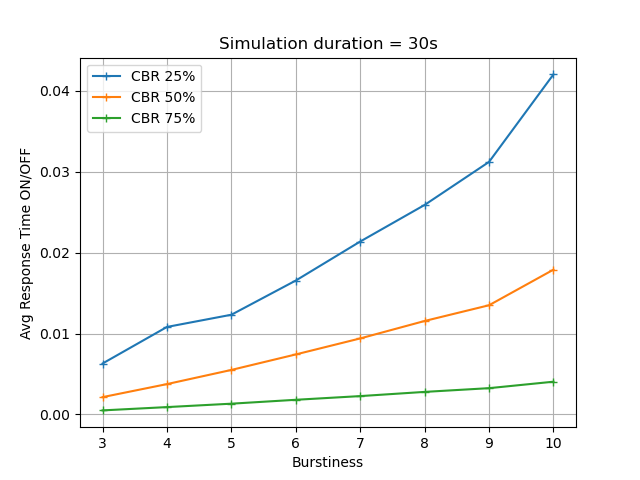 Simulation duration = 30s
CBR 25%
CBR 50%
CBR 75%
Avg Response Time ON/OFF
0.04
0.03
0.02
0.01
0.00
3 4 5 6 7 8 9 10
Burstiness